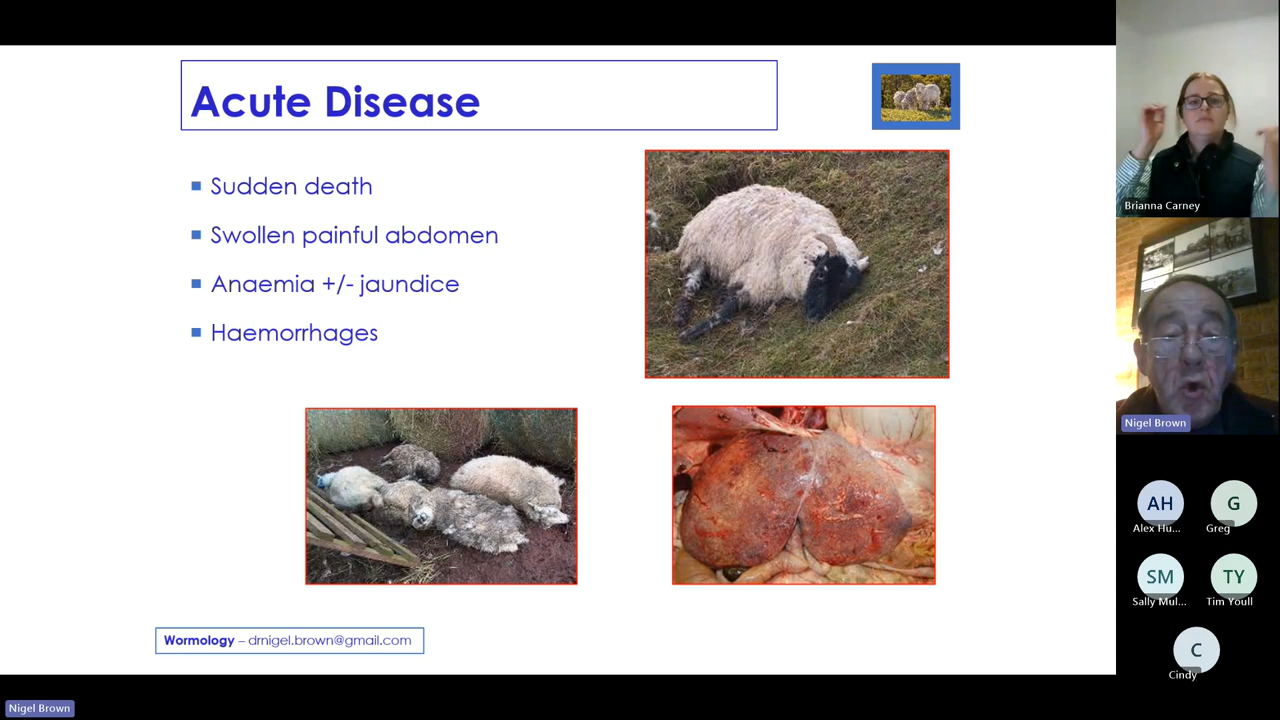 Acute Disease
Sudden death
Swollen painful abdomen
Anaemia +/- jaundice
Haemorrhages
Wormology – drnigel.brown@gmail.com
Nigel Brown
Brianna Carney
Nigel Brown
AH
Alex Hu...
G
Greg
SM
Sally Mul...
TY
Tim Youll
C
Cindy